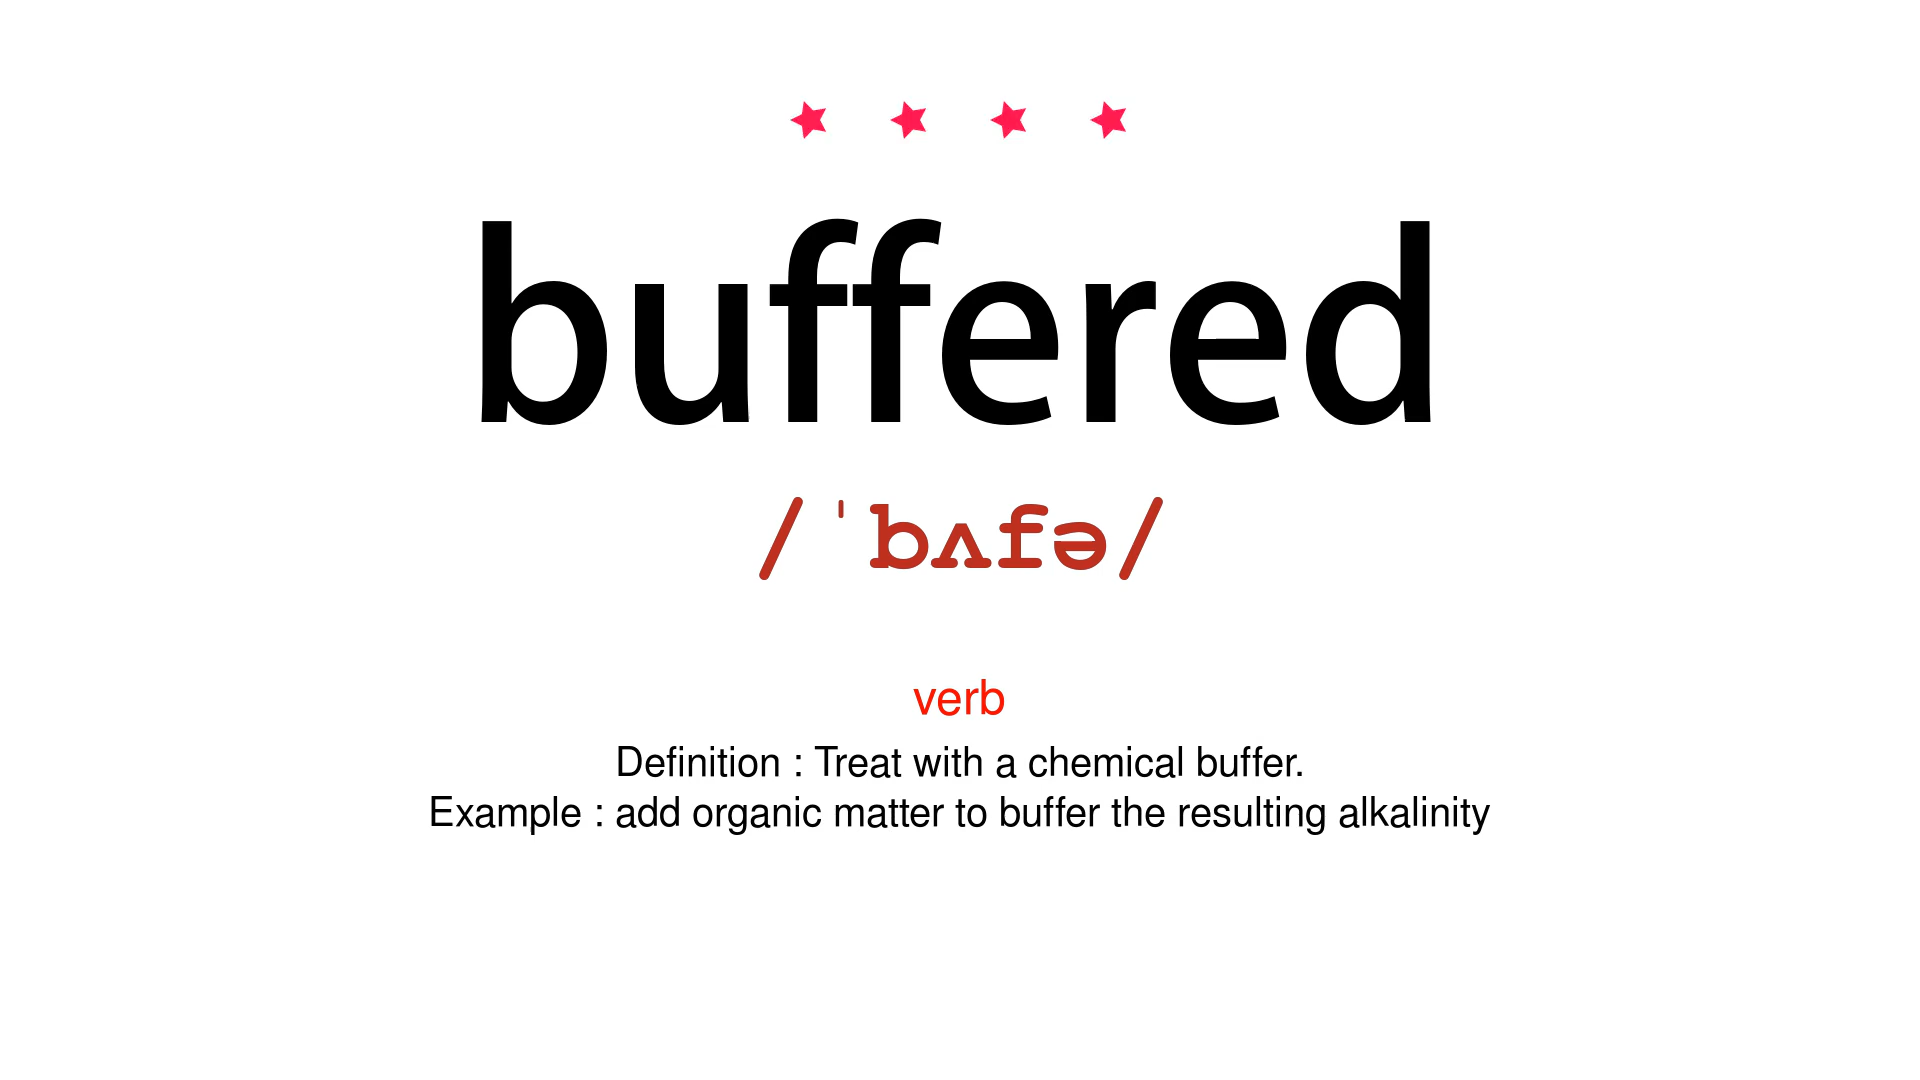 buffered
/ˈbʌfə/
verb
Definition : Treat with a chemical buffer.
Example : add organic matter to buffer the resulting alkalinity